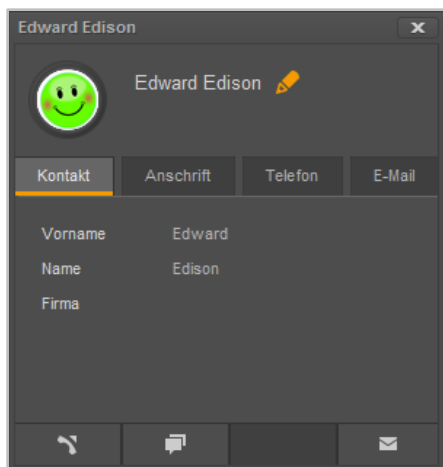 Edward Edison
Edward Edison
Kontakt Anschrift Telefon E-Mail
Vorname Edward
Name Edison
Firma